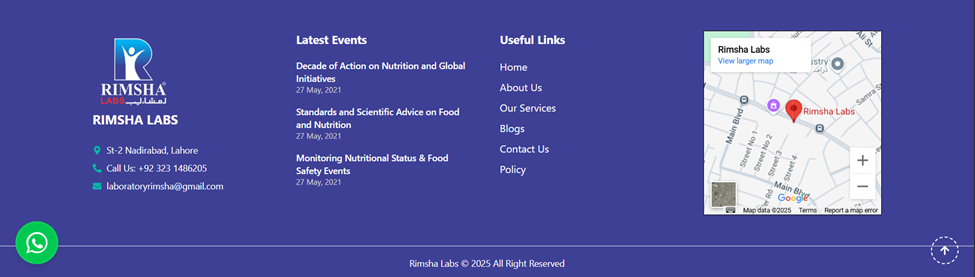 RIMSHA
LABS لمشاليب
RIMSHA LABS
St-2 Nadirabad, Lahore
Call Us: +92 323 1486205
laboratoryrimsha@gmail.com
Latest Events
Decade of Action on Nutrition and Global
Initiatives
27 May, 2021
Standards and Scientific Advice on Food
and Nutrition
27 May, 2021
Monitoring Nutritional Status & Food
Safety Events
27 May, 2021
Useful Links
Home
About Us
Our Services
Blogs
Contact Us
Policy
Rimsha Labs
View larger map
Ali St
Rimsha Labs
Samra S
Main Blvd
Street No 1
Street No 2
Street 3
Street 4
Main Blvd
Google
Map data ©2025 Terms Report a map error
Rimsha Labs © 2025 All Right Reserved